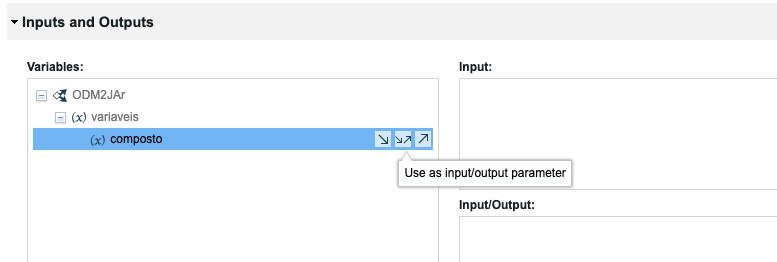 Inputs and Outputs
Variables:
Input:
ODM2JAr
(x) variaveis
(x) composto
Use as input/output parameter
Input/Output: